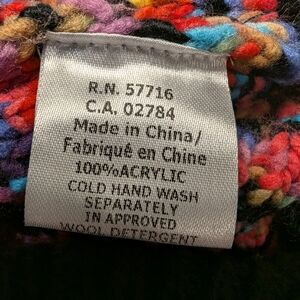 R.N. 57716
C.A. 02784
Made in China/
Fabriqué en Chine
100%ACRYLIC
COLD HAND WASH
SEPARATELY
IN APPROVED
WOOL DETERGENT